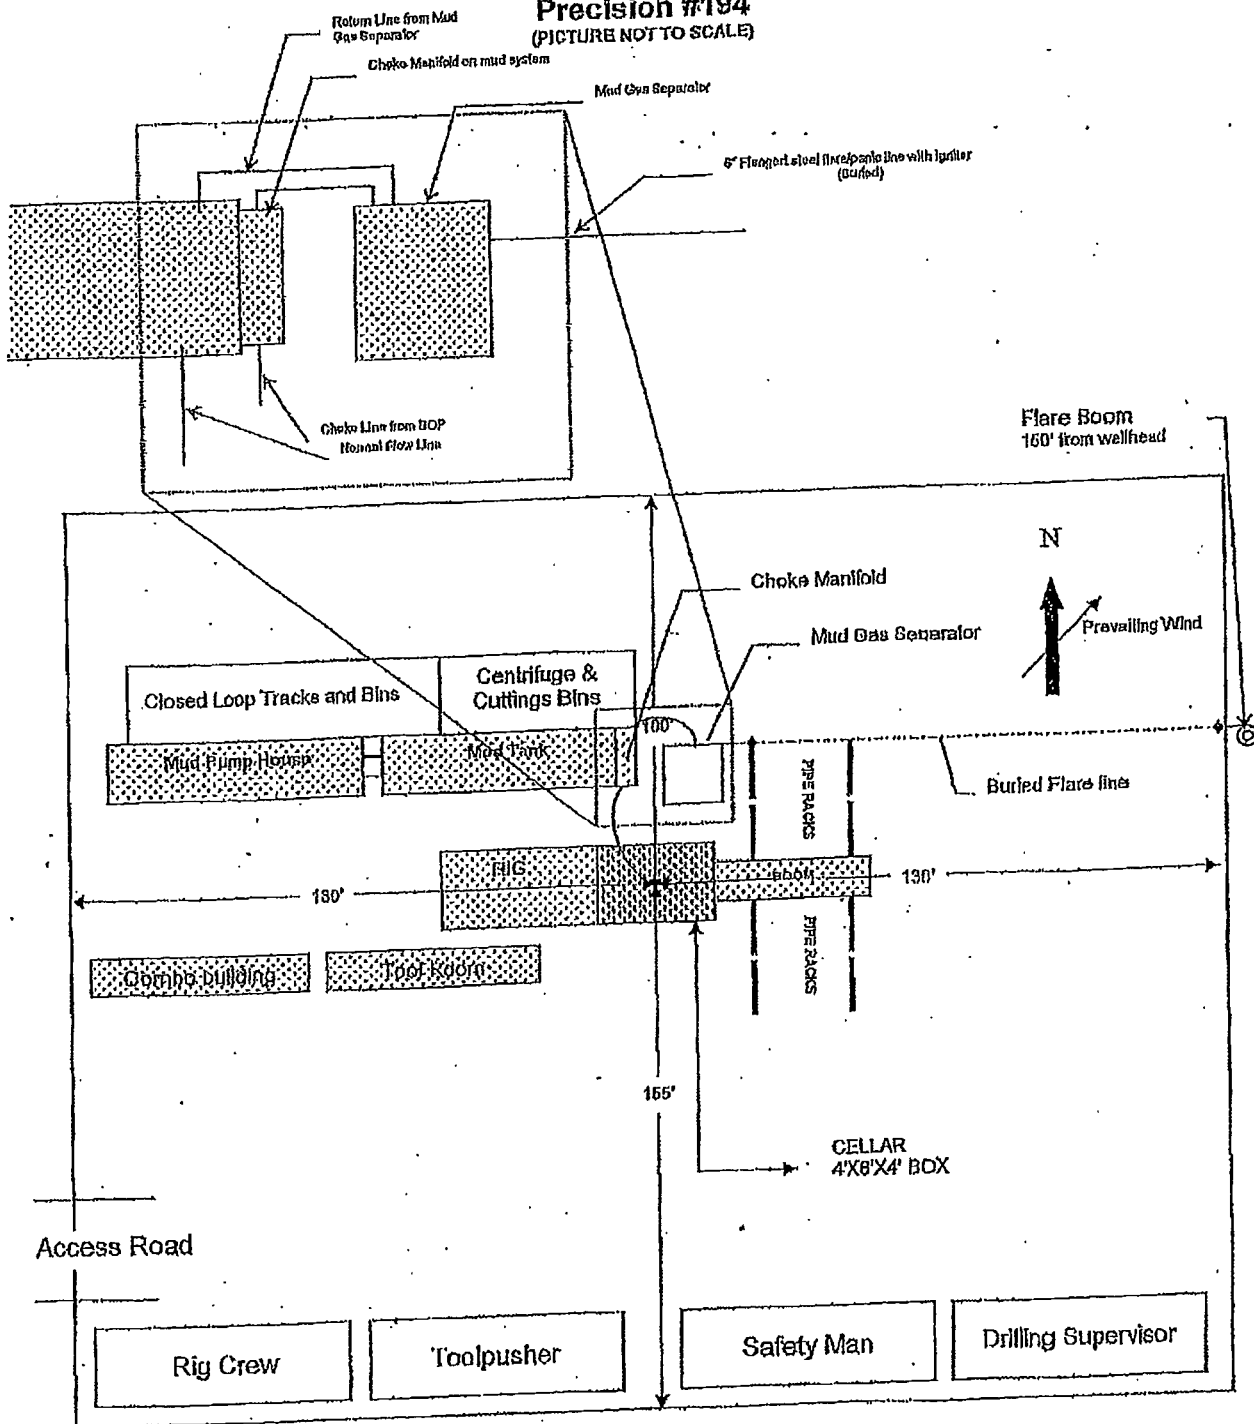 Precision #194
(PICTURE NOT TO SCALE)
Return Line from Mud
Gas Separator
Choke Manifold on mud system
Mud Gas Separator
6" Flanged steel flare/panic line with igniter
(Buried)
Choke Line from BOP
Normal Flow Line
Flare Boom
150' from wellhead
N
Prevailing Wind
Choke Manifold
Mud Gas Separator
Closed Loop Tracks and Bins
Centrifuge &
Cuttings Bins
100'
Mud Pump House
Mud Tank
PIPE RACKS
Buried Flare line
RIG
130'
130'
Combo building
Tool Room
PIPE RACKS
155'
CELLAR
4'X6'X4' BOX
Access Road
Rig Crew
Toolpusher
Safety Man
Drilling Supervisor